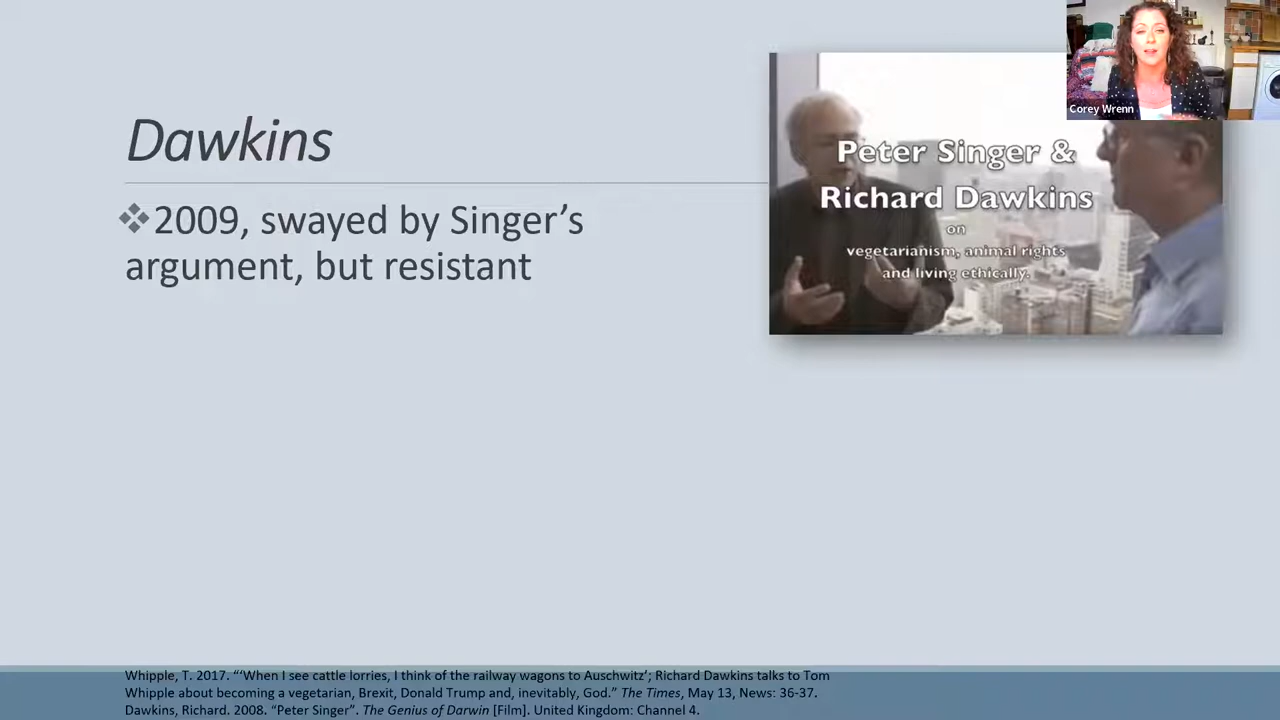 Corey Wrenn
Dawkins
Peter Singer &
Richard Dawkins
on
vegetarianism, animal rights
and living ethically.
❖2009, swayed by Singer’s
argument, but resistant
Whipple, T. 2017. “‘When I see cattle lorries, I think of the railway wagons to Auschwitz’; Richard Dawkins talks to Tom
Whipple about becoming a vegetarian, Brexit, Donald Trump and, inevitably, God.” The Times, May 13, News: 36-37.
Dawkins, Richard. 2008. “Peter Singer”. The Genius of Darwin [Film]. United Kingdom: Channel 4.